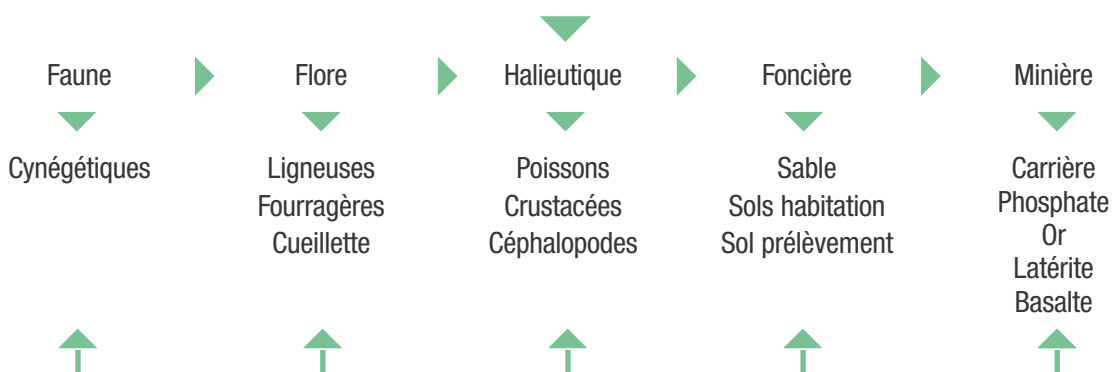 Faune
Flore
Halieutique
Foncière
Minière
Cynégétiques
Ligneuses
Fourragères
Cueillette
Poissons
Crustacées
Céphalopodes
Sable
Sols habitation
Sol prélèvement
Carrière
Phosphate
Or
Latérite
Basalte